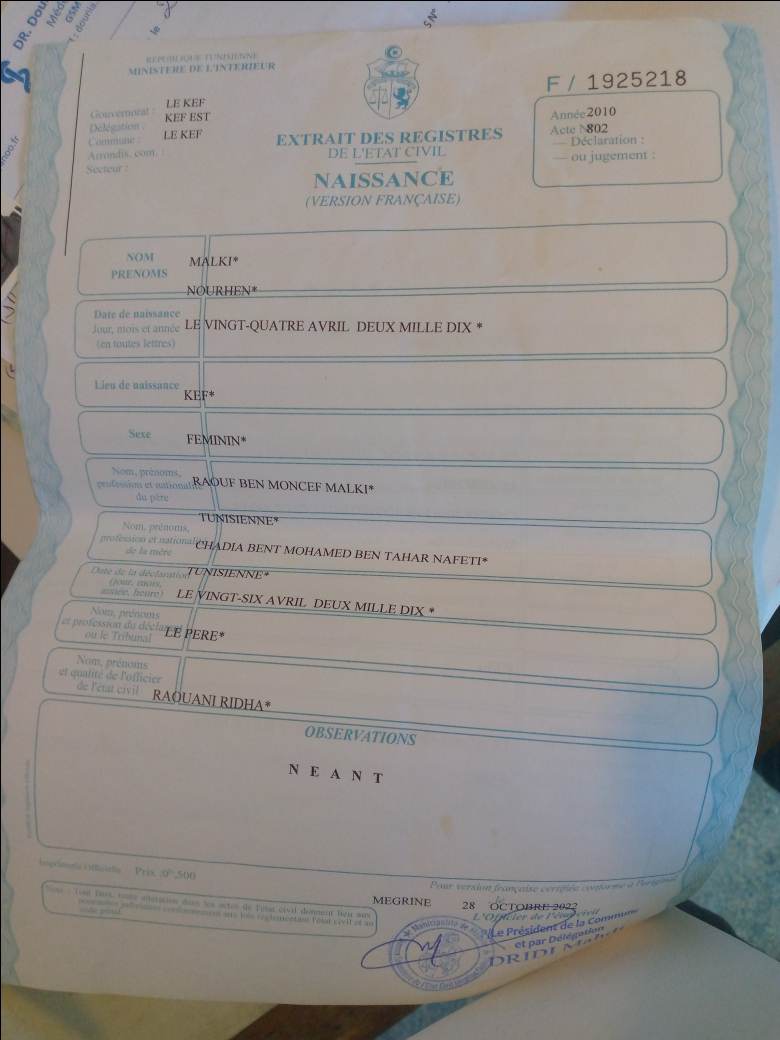 DR. Dou
GSM
S N°
REPUBLIQUE TUNISIENNE
MINISTERE DE L'INTERIEUR
Gouvernorat : LE KEF
Délégation : KEF EST
Commune : LE KEF
Arrondis. com. :
Secteur :
EXTRAIT DES REGISTRES
DE L'ETAT CIVIL
NAISSANCE
(VERSION FRANÇAISE)
F / 1925218
Année 2010
Acte N° 802
— Déclaration :
— ou jugement :
NOM MALKI*
PRENOMS
NOURHEN*
Date de naissance
Jour, mois et année LE VINGT-QUATRE AVRIL DEUX MILLE DIX *
(en toutes lettres)
Lieu de naissance
KEF*
Sexe FEMININ*
Nom, prénoms,
profession et nationalité RAOUF BEN MONCEF MALKI*
du père
TUNISIENNE*
Nom, prénoms,
profession et nationalité CHADIA BENT MOHAMED BEN TAHAR NAFETI*
de la mère
TUNISIENNE*
Date de la déclaration
(jour, mois,
année, heure) LE VINGT-SIX AVRIL DEUX MILLE DIX *
Nom, prénoms
et profession du déclarant
ou le Tribunal LE PERE*
Nom, prénoms
et qualité de l'officier
de l'état civil RAOUANI RIDHA*
OBSERVATIONS
N E A N T
Imprimerie Officielle Prix :0ᴰ,500
Pour version française certifiée conforme à
MEGRINE 28 OCTOBRE 2022
L'Officier de l'état civil
P/Le Président de la Commune
et par Délégation
DRIDI